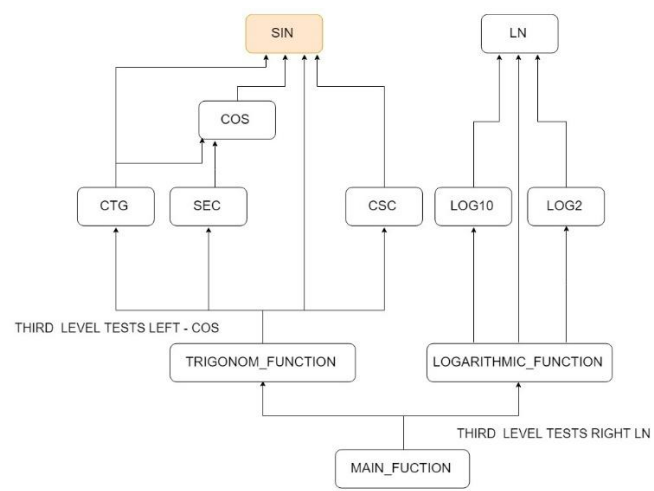 SIN
LN
COS
CTG
SEC
CSC
LOG10
LOG2
THIRD LEVEL TESTS LEFT - COS
TRIGONOM_FUNCTION
LOGARITHMIC_FUNCTION
THIRD LEVEL TESTS RIGHT LN
MAIN_FUCTION